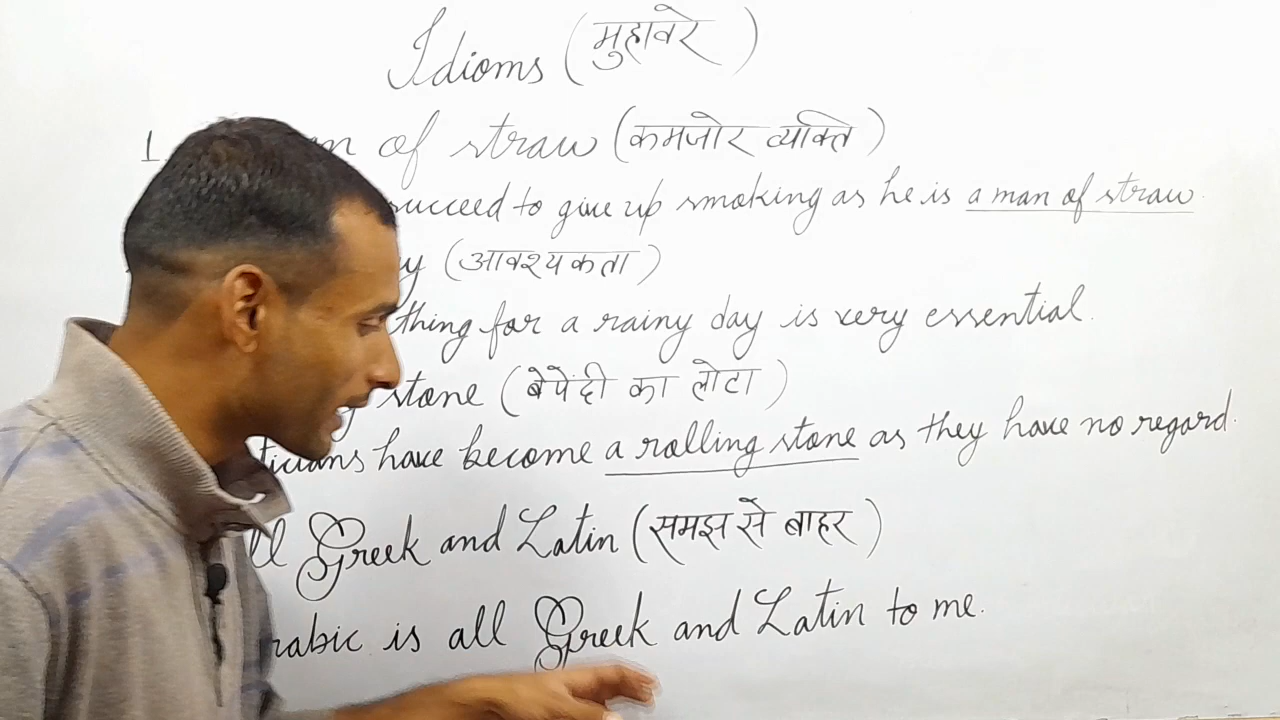 Idioms (मुहावरे)
1. of straw (कमजोर व्यक्ति)
succeed to give up smoking as he is a man of straw.
(आवश्यकता)
thing for a rainy day is very essential.
stone (बेपेंदी का लोटा)
have become a rolling stone as they have no regard.
Greek and Latin (समझ से बाहर)
is all Greek and Latin to me.